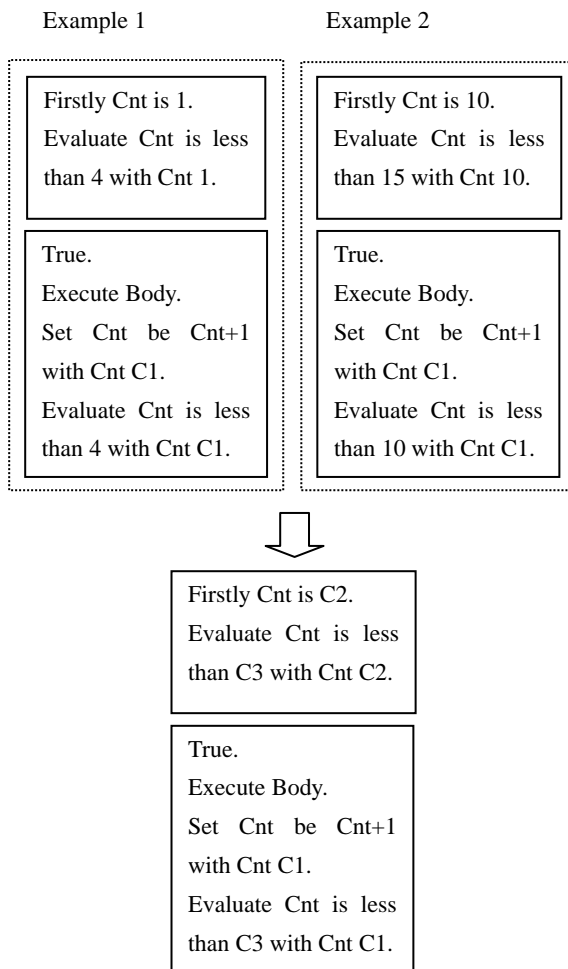 Example 1
Example 2
Firstly Cnt is 1.
Evaluate Cnt is less
than 4 with Cnt 1.
True.
Execute Body.
Set Cnt be Cnt+1
with Cnt C1.
Evaluate Cnt is less
than 4 with Cnt C1.
Firstly Cnt is 10.
Evaluate Cnt is less
than 15 with Cnt 10.
True.
Execute Body.
Set Cnt be Cnt+1
with Cnt C1.
Evaluate Cnt is less
than 10 with Cnt C1.
Firstly Cnt is C2.
Evaluate Cnt is less
than C3 with Cnt C2.
True.
Execute Body.
Set Cnt be Cnt+1
with Cnt C1.
Evaluate Cnt is less
than C3 with Cnt C1.